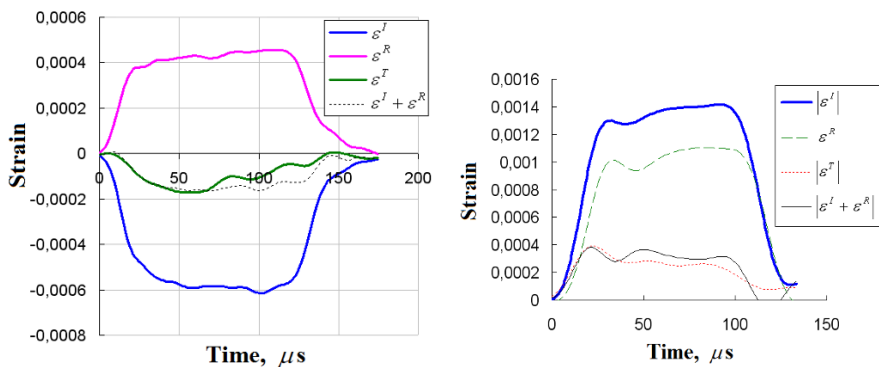 0,0006
0,0004
0,0002
0
-0,0002
-0,0004
-0,0006
-0,0008
Strain
0 50 100 150 200
Time, μs
ε^I
ε^R
ε^T
ε^I + ε^R
0,0016
0,0014
0,0012
0,001
0,0008
0,0006
0,0004
0,0002
0
Strain
0 50 100 150
Time, μs
|ε^I|
ε^R
|ε^T|
|ε^I + ε^R|